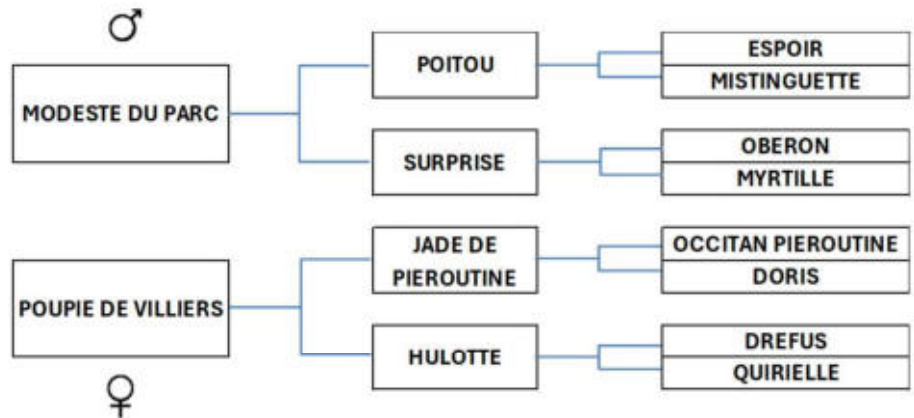 ♂
MODESTE DU PARC
POITOU
ESPOIR
MISTINGUETTE
SURPRISE
OBERON
MYRTILLE
POUPIE DE VILLIERS
JADE DE
PIEROUTINE
OCCITAN PIEROUTINE
DORIS
HULOTTE
DREFUS
QUIRIELLE
♀